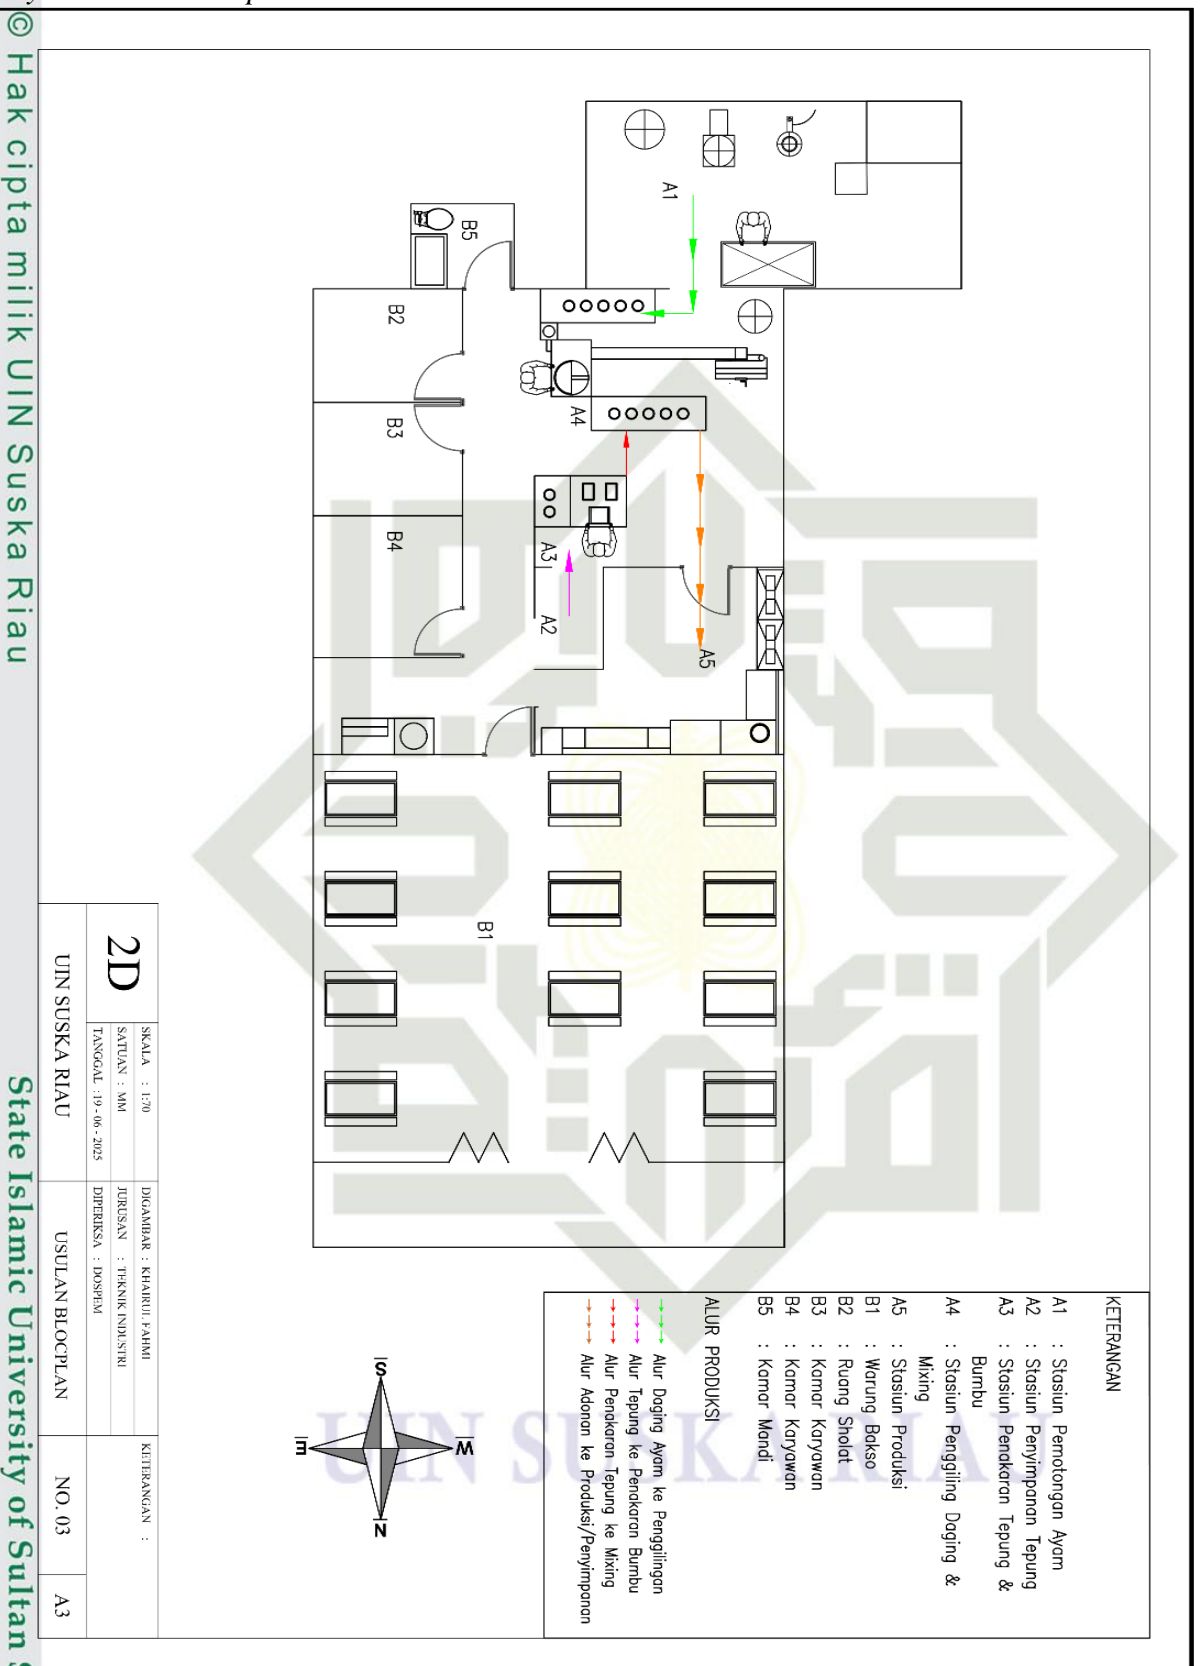 © Hak cipta milik UIN Suska Riau
State Islamic University of Sultan
A1
B5
B2
B3
A4
B4
A3
A2
A5
B1
KETERANGAN
A1 : Stasiun Pemotongan Ayam
A2 : Stasiun Penyimpanan Tepung
A3 : Stasiun Penakaran Tepung &
Bumbu
A4 : Stasiun Penggiling Daging &
Mixing
A5 : Stasiun Produksi
B1 : Warung Bakso
B2 : Ruang Sholat
B3 : Kamar Karyawan
B4 : Kamar Karyawan
B5 : Kamar Mandi
ALUR PRODUKSI
Alur Daging Ayam ke Penggilingan
Alur Tepung ke Penakaran Bumbu
Alur Penakaran Tepung ke Mixing
Alur Adonan ke Produksi/Penyimpanan
S
W
E
N
UIN SUSKA RIAU
2D
SKALA : 1:70
SATUAN : MM
TANGGAL : 19 - 06 - 2025
DIGAMBAR : KHAIRUL FAHMI
JURUSAN : TEKNIK INDUSTRI
DIPERIKSA : DOSPEM
KETERANGAN :
UIN SUSKA RIAU
USULAN BLOCPLAN
NO. 03
A3